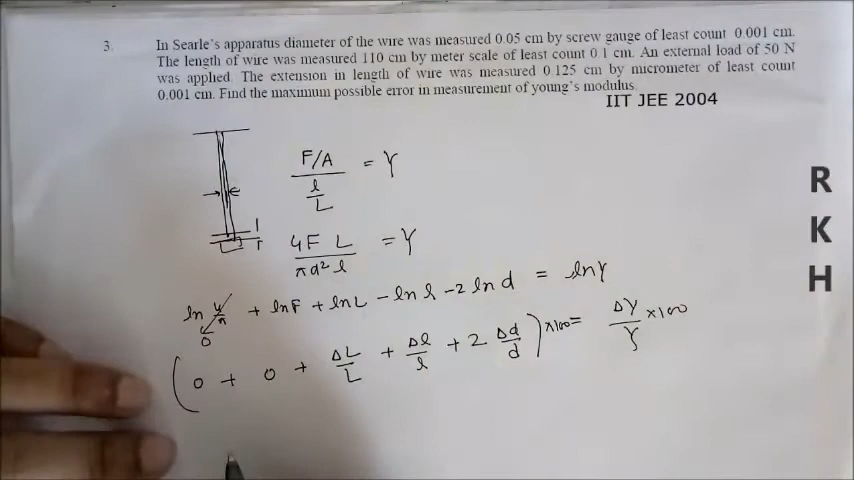 3. In Searle's apparatus diameter of the wire was measured 0.05 cm by screw gauge of least count 0.001 cm.
The length of wire was measured 110 cm by meter scale of least count 0.1 cm. An external load of 50 N
was applied. The extension in length of wire was measured 0.125 cm by micrometer of least count
0.001 cm. Find the maximum possible error in measurement of young's modulus.
IIT JEE 2004
R
K
H
F/A / (l/L) = Y
4F L / πd² l = Y
ln 4/π + lnF + lnL - ln l - 2 ln d = lnY
0
(0 + 0 + ΔL/L + Δl/l + 2 Δd/d) ×100 = ΔY/Y ×100